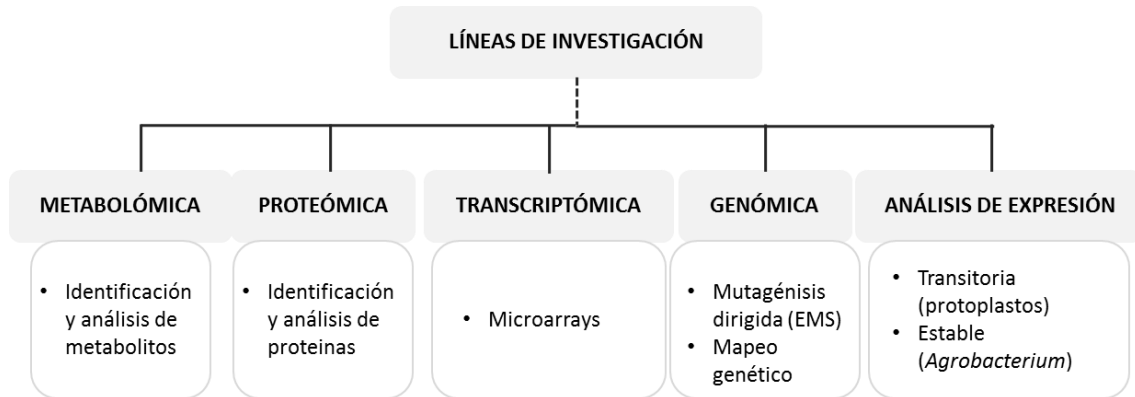 LÍNEAS DE INVESTIGACIÓN
METABOLÓMICA
PROTEÓMICA
TRANSCRIPTÓMICA
GENÓMICA
ANÁLISIS DE EXPRESIÓN
• Identificación
y análisis de
metabolitos
• Identificación
y análisis de
proteinas
• Microarrays
• Mutagénisis
dirigida (EMS)
• Mapeo
genético
• Transitoria
(protoplastos)
• Estable
(Agrobacterium)